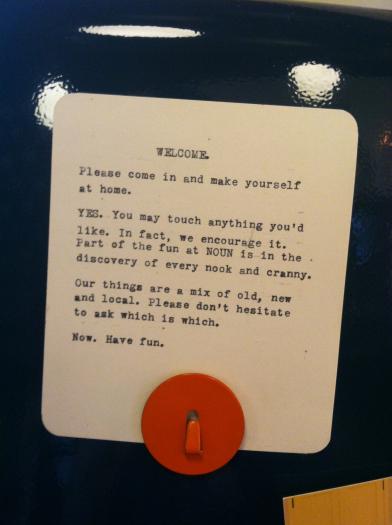 WELCOME.
Please come in and make yourself
at home.
YES. You may touch anything you'd
like. In fact, we encourage it.
Part of the fun at NOUN is in the
discovery of every nook and cranny.
Our things are a mix of old, new
and local. Please don't hesitate
to ask which is which.
Now. Have fun.